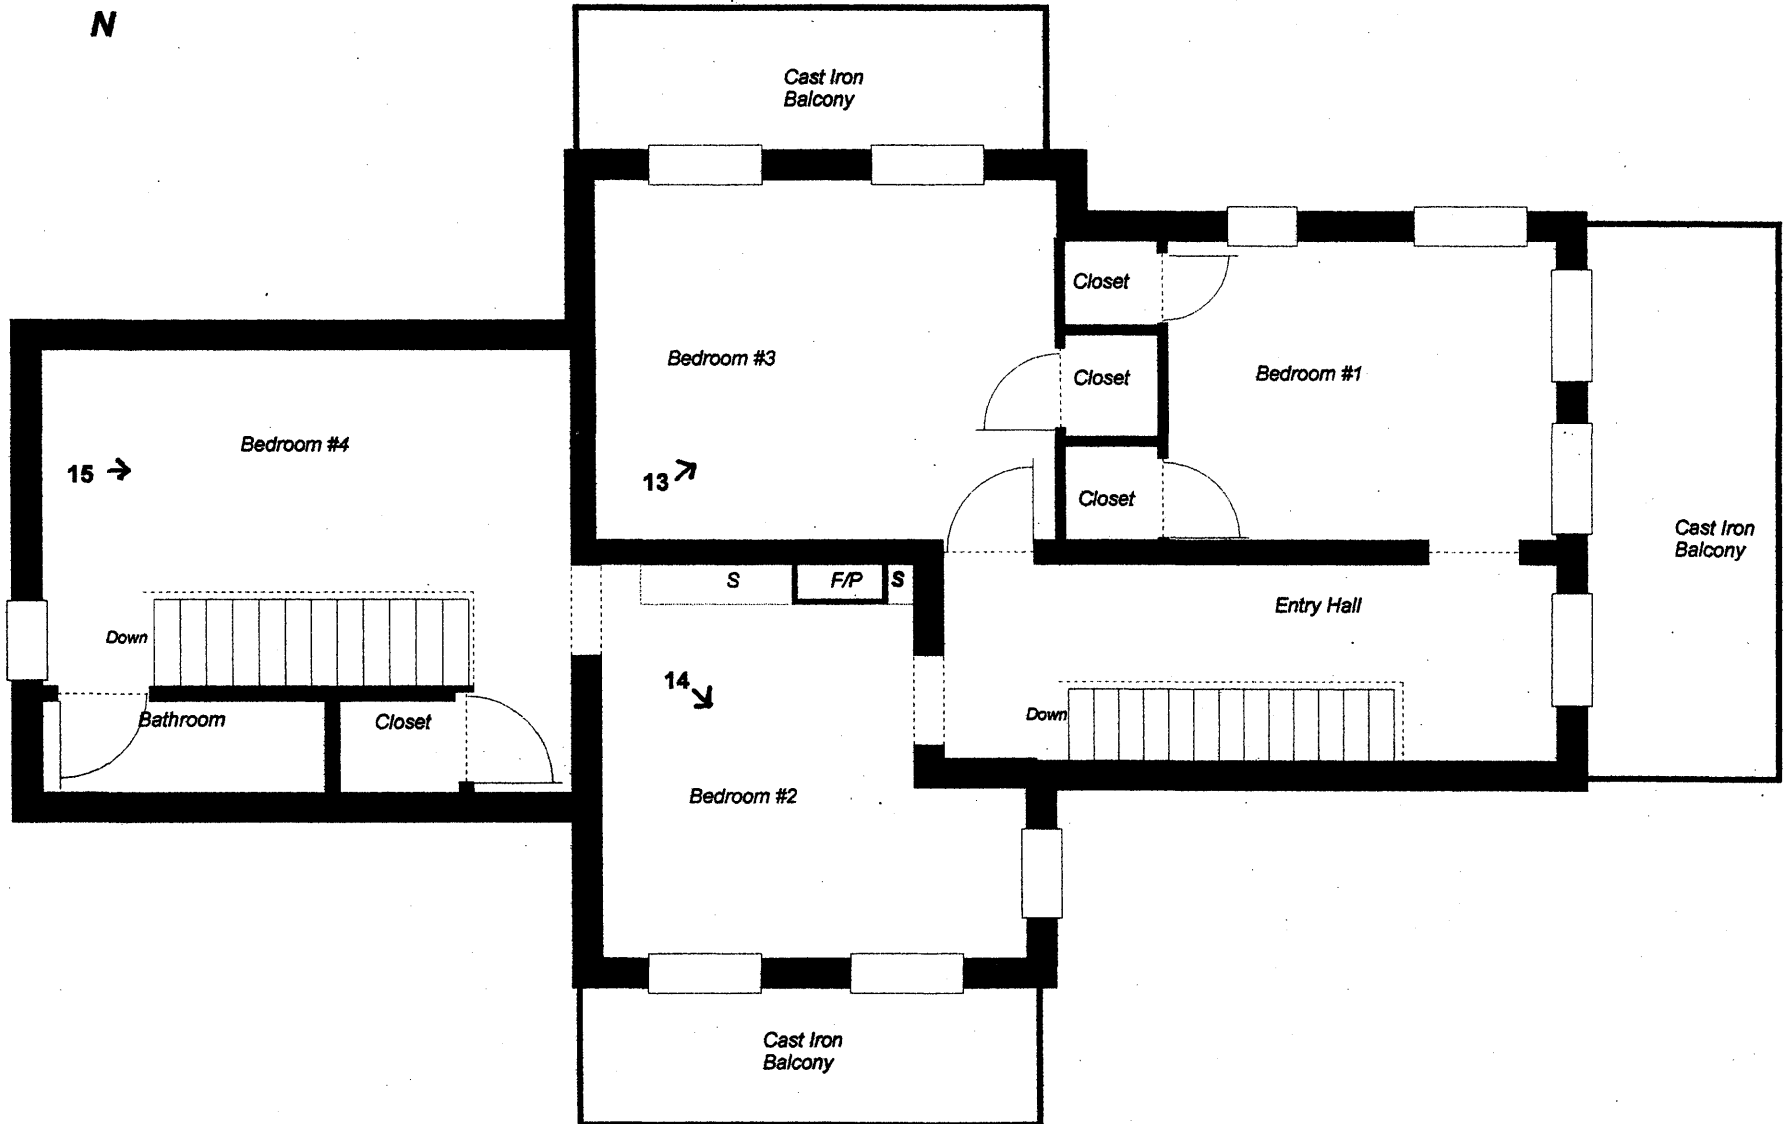 N
Cast Iron
Balcony
Closet
Bedroom #3
Closet
Bedroom #1
Bedroom #4
15
13
Closet
Cast Iron
Balcony
S
F/P
S
Entry Hall
Down
14
Down
Bathroom
Closet
Bedroom #2
Cast Iron
Balcony